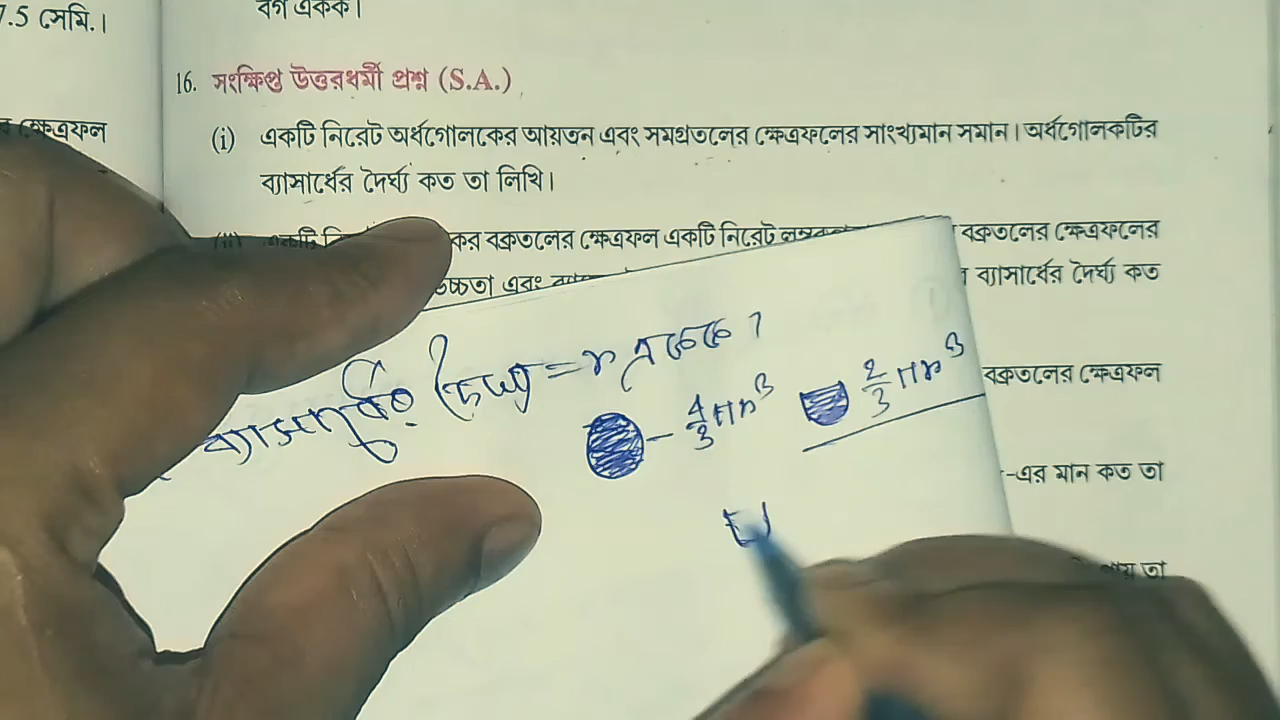 7.5 সেমি।
বর্গ একক।
16. সংক্ষিপ্ত উত্তরধর্মী প্রশ্ন (S.A.)
ক্ষেত্রফল
(i) একটি নিরেট অর্ধগোলকের আয়তন এবং সমগ্রতলের ক্ষেত্রফলের সাংখ্যমান সমান। অর্ধগোলকটির
ব্যাসার্ধের দৈর্ঘ্য কত তা লিখি।
(ii) একটি বক্রতলের ক্ষেত্রফল একটি নিরেট বক্রতলের ক্ষেত্রফলের
উচ্চতা এবং ব্যাসার্ধের দৈর্ঘ্য কত
ব্যাসার্ধের দৈর্ঘ্য = r একক।
4/3 πr³ 2/3 πr³
বক্রতলের ক্ষেত্রফল
-এর মান কত তা
তা